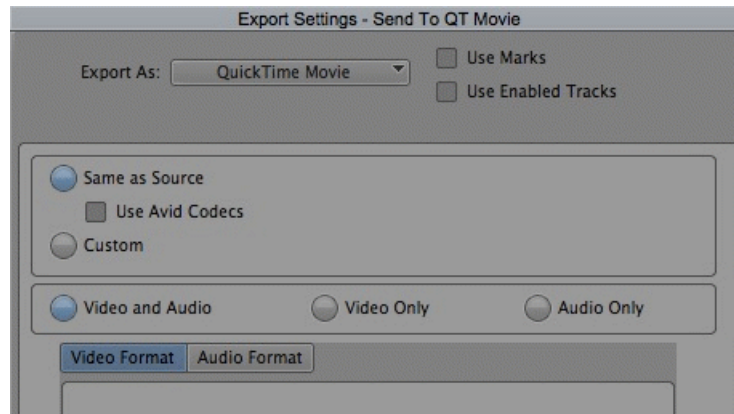 Export Settings - Send To QT Movie
Export As: QuickTime Movie
Use Marks
Use Enabled Tracks
Same as Source
Use Avid Codecs
Custom
Video and Audio Video Only Audio Only
Video Format Audio Format